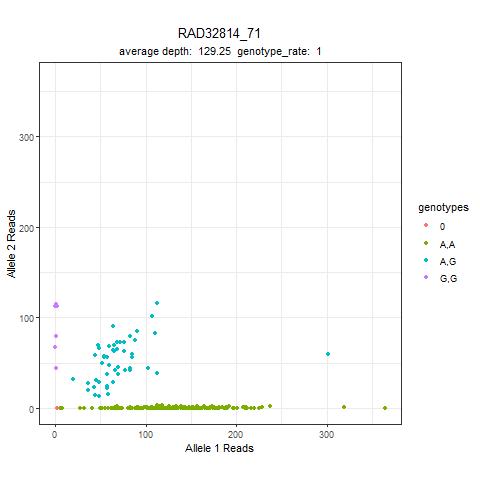 RAD32814_71
average depth:  129.25  genotype_rate:  1
Allele 2 Reads
300
200
100
0
0
100
200
300
Allele 1 Reads
genotypes
0
A,A
A,G
G,G